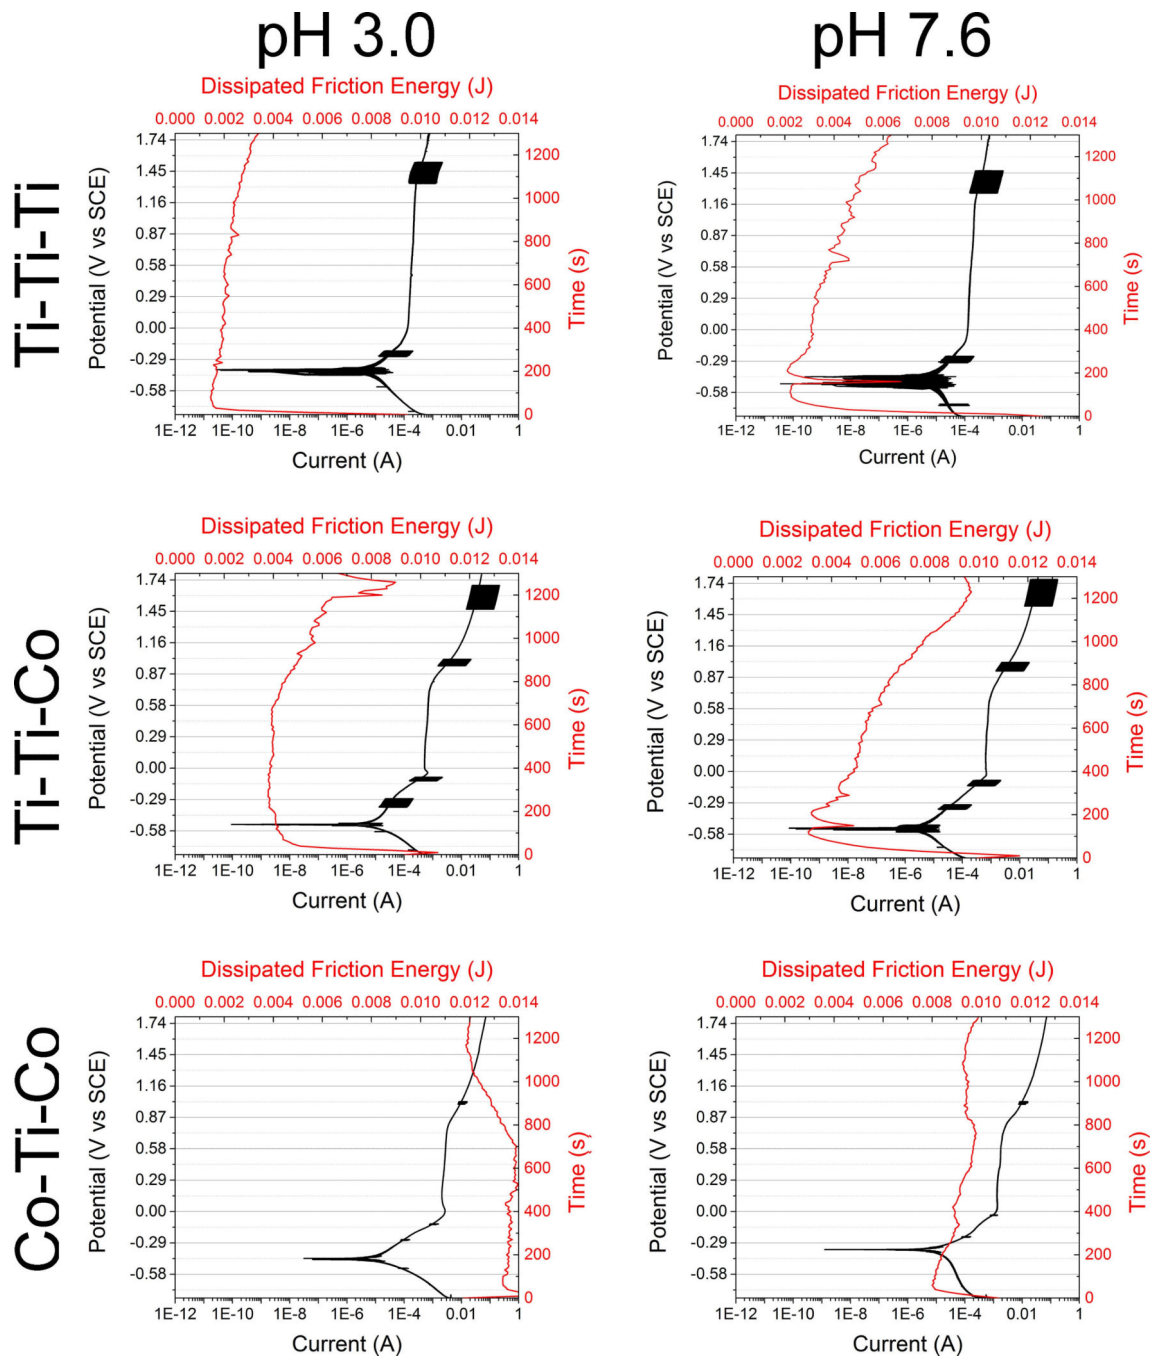 pH 3.0
pH 7.6
Ti-Ti-Ti
Dissipated Friction Energy (J)
0.000 0.002 0.004 0.006 0.008 0.010 0.012 0.014
Potential (V vs SCE)
1.74
1.45
1.16
0.87
0.58
0.29
0.00
-0.29
-0.58
1200
1000
800
600
400
200
0
Time (s)
1E-12 1E-10 1E-8 1E-6 1E-4 0.01 1
Current (A)
Dissipated Friction Energy (J)
0.000 0.002 0.004 0.006 0.008 0.010 0.012 0.014
Potential (V vs SCE)
1.74
1.45
1.16
0.87
0.58
0.29
0.00
-0.29
-0.58
1200
1000
800
600
400
200
0
Time (s)
1E-12 1E-10 1E-8 1E-6 1E-4 0.01 1
Current (A)
Ti-Ti-Co
Dissipated Friction Energy (J)
0.000 0.002 0.004 0.006 0.008 0.010 0.012 0.014
Potential (V vs SCE)
1.74
1.45
1.16
0.87
0.58
0.29
0.00
-0.29
-0.58
1200
1000
800
600
400
200
0
Time (s)
1E-12 1E-10 1E-8 1E-6 1E-4 0.01 1
Current (A)
Dissipated Friction Energy (J)
0.000 0.002 0.004 0.006 0.008 0.010 0.012 0.014
Potential (V vs SCE)
1.74
1.45
1.16
0.87
0.58
0.29
0.00
-0.29
-0.58
1200
1000
800
600
400
200
0
Time (s)
1E-12 1E-10 1E-8 1E-6 1E-4 0.01 1
Current (A)
Co-Ti-Co
Dissipated Friction Energy (J)
0.000 0.002 0.004 0.006 0.008 0.010 0.012 0.014
Potential (V vs SCE)
1.74
1.45
1.16
0.87
0.58
0.29
0.00
-0.29
-0.58
1200
1000
800
600
400
200
0
Time (s)
1E-12 1E-10 1E-8 1E-6 1E-4 0.01 1
Current (A)
Dissipated Friction Energy (J)
0.000 0.002 0.004 0.006 0.008 0.010 0.012 0.014
Potential (V vs SCE)
1.74
1.45
1.16
0.87
0.58
0.29
0.00
-0.29
-0.58
1200
1000
800
600
400
200
0
Time (s)
1E-12 1E-10 1E-8 1E-6 1E-4 0.01 1
Current (A)